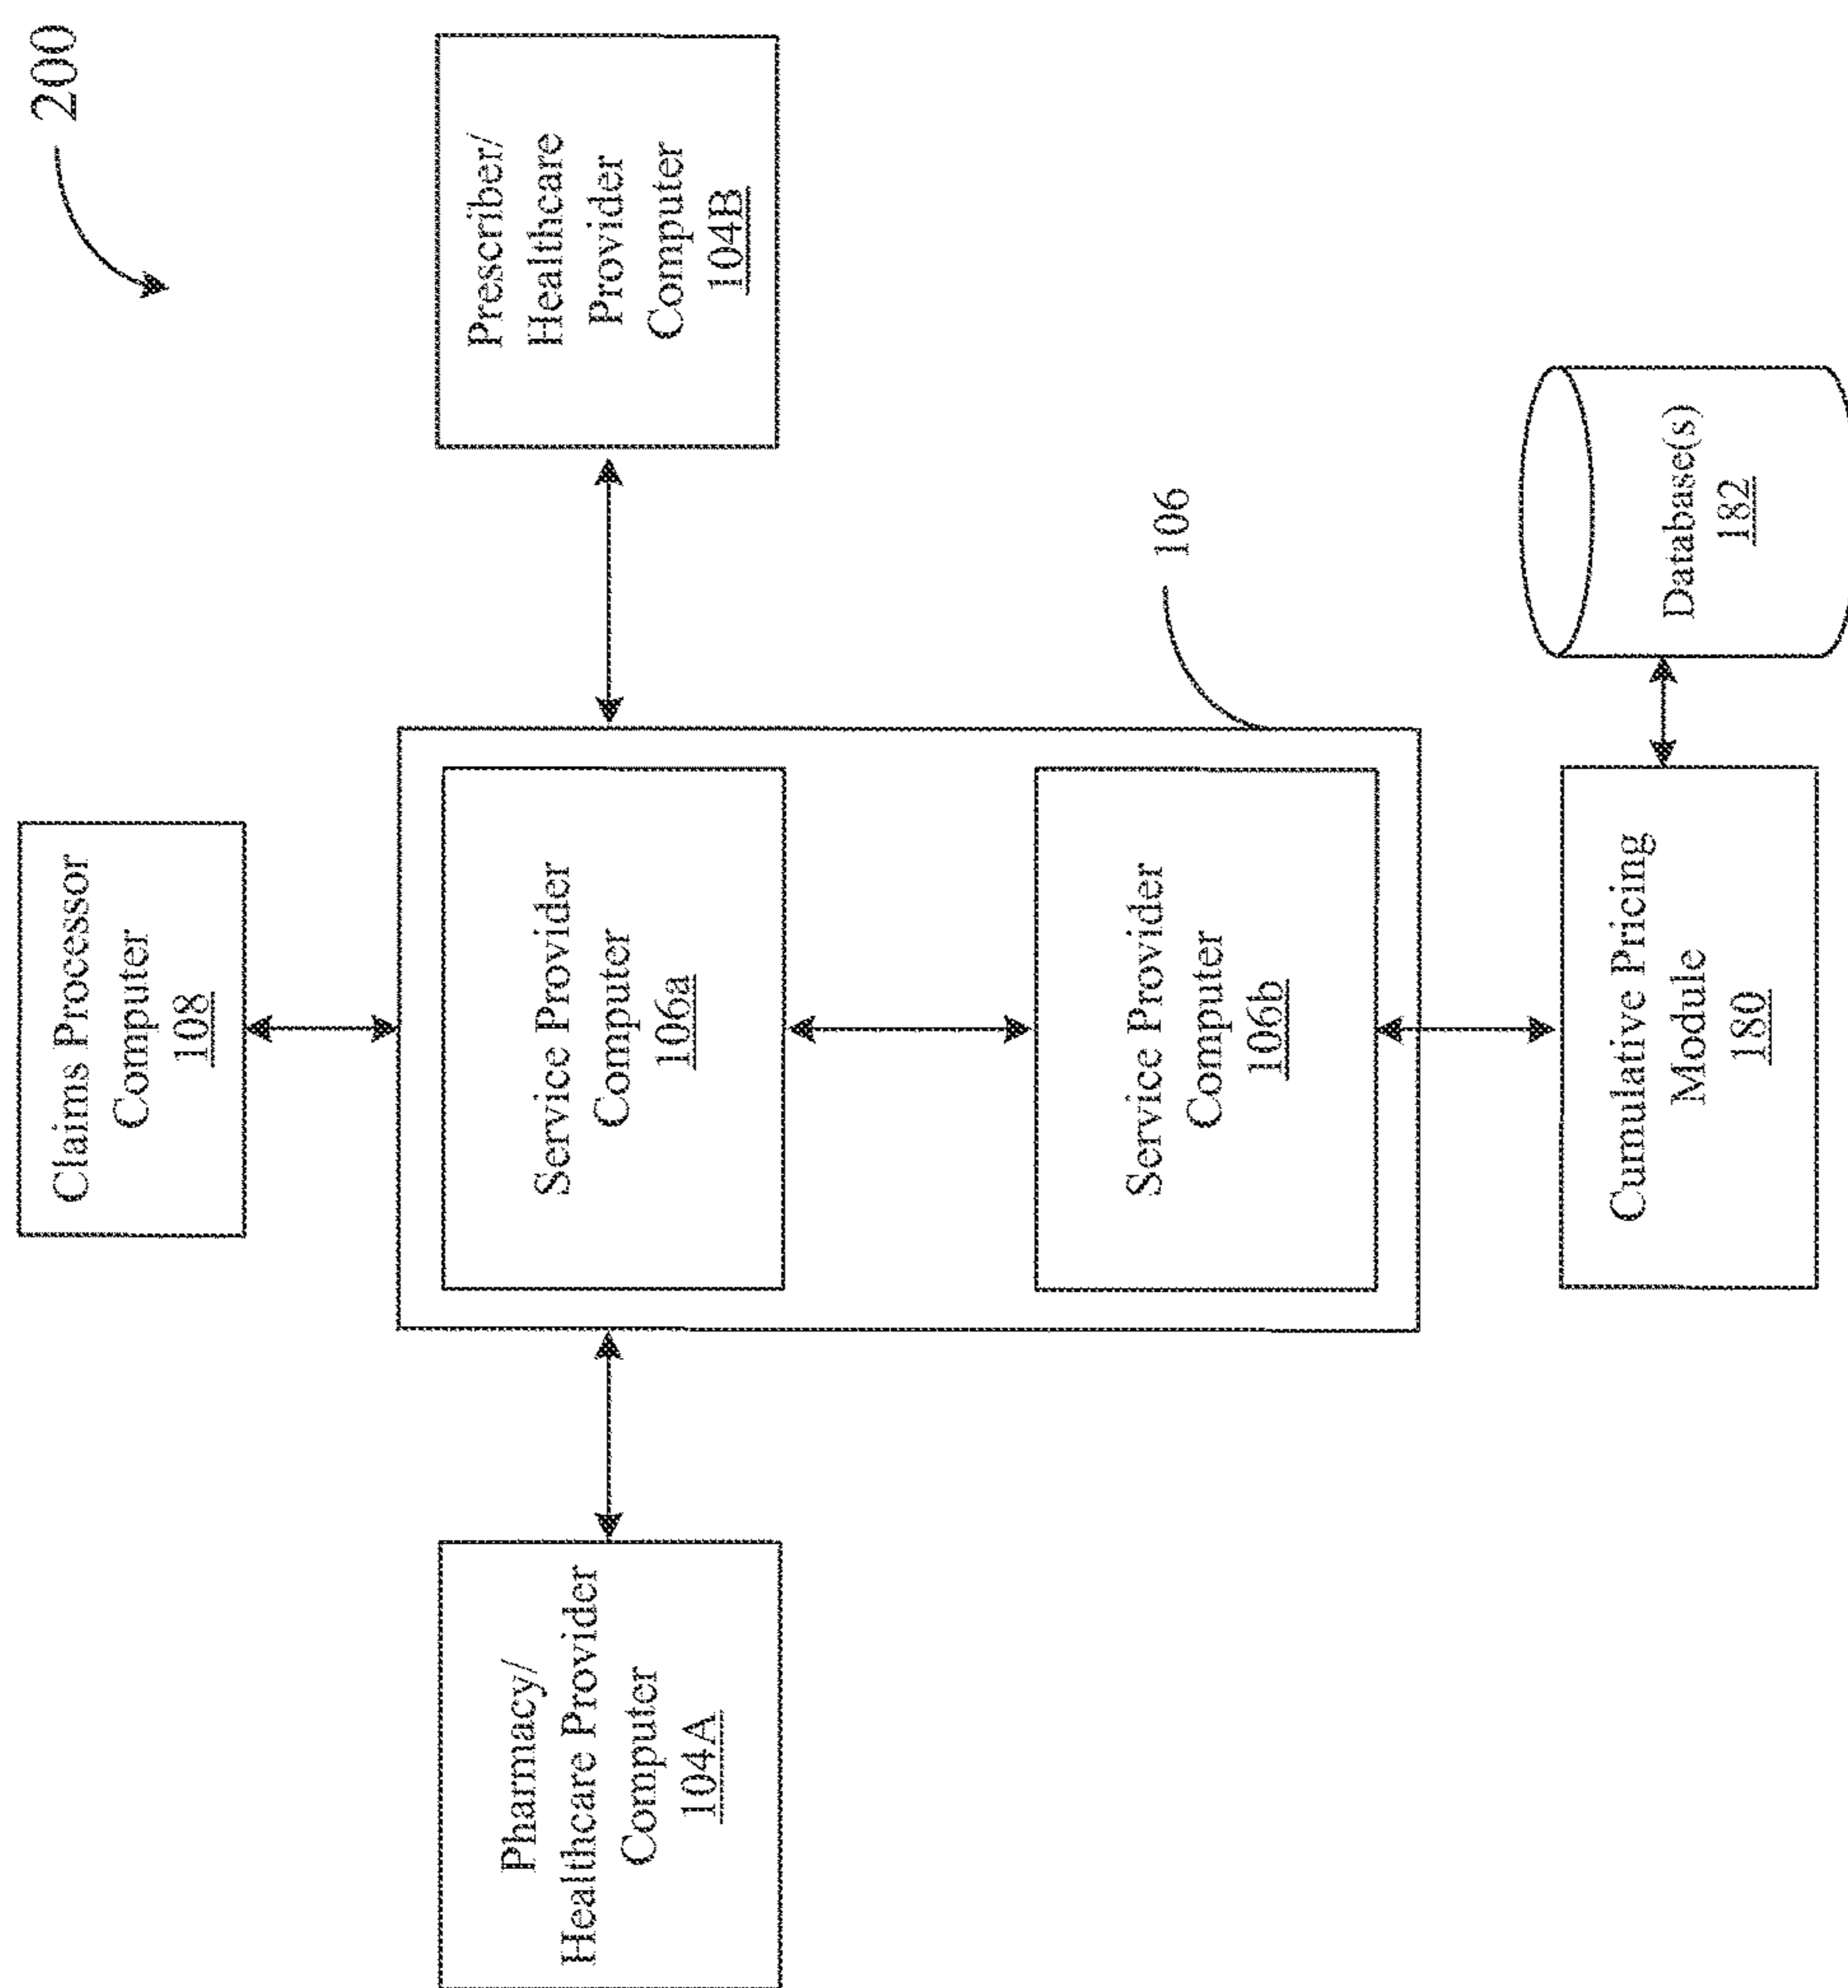 200
Claims Processor
Computer
108
Pharmacy/
Healthcare Provider
Computer
104A
Service Provider
Computer
106a
Prescriber/
Healthcare
Provider
Computer
104B
106
Service Provider
Computer
106b
Cumulative Pricing
Module
180
Database(s)
182